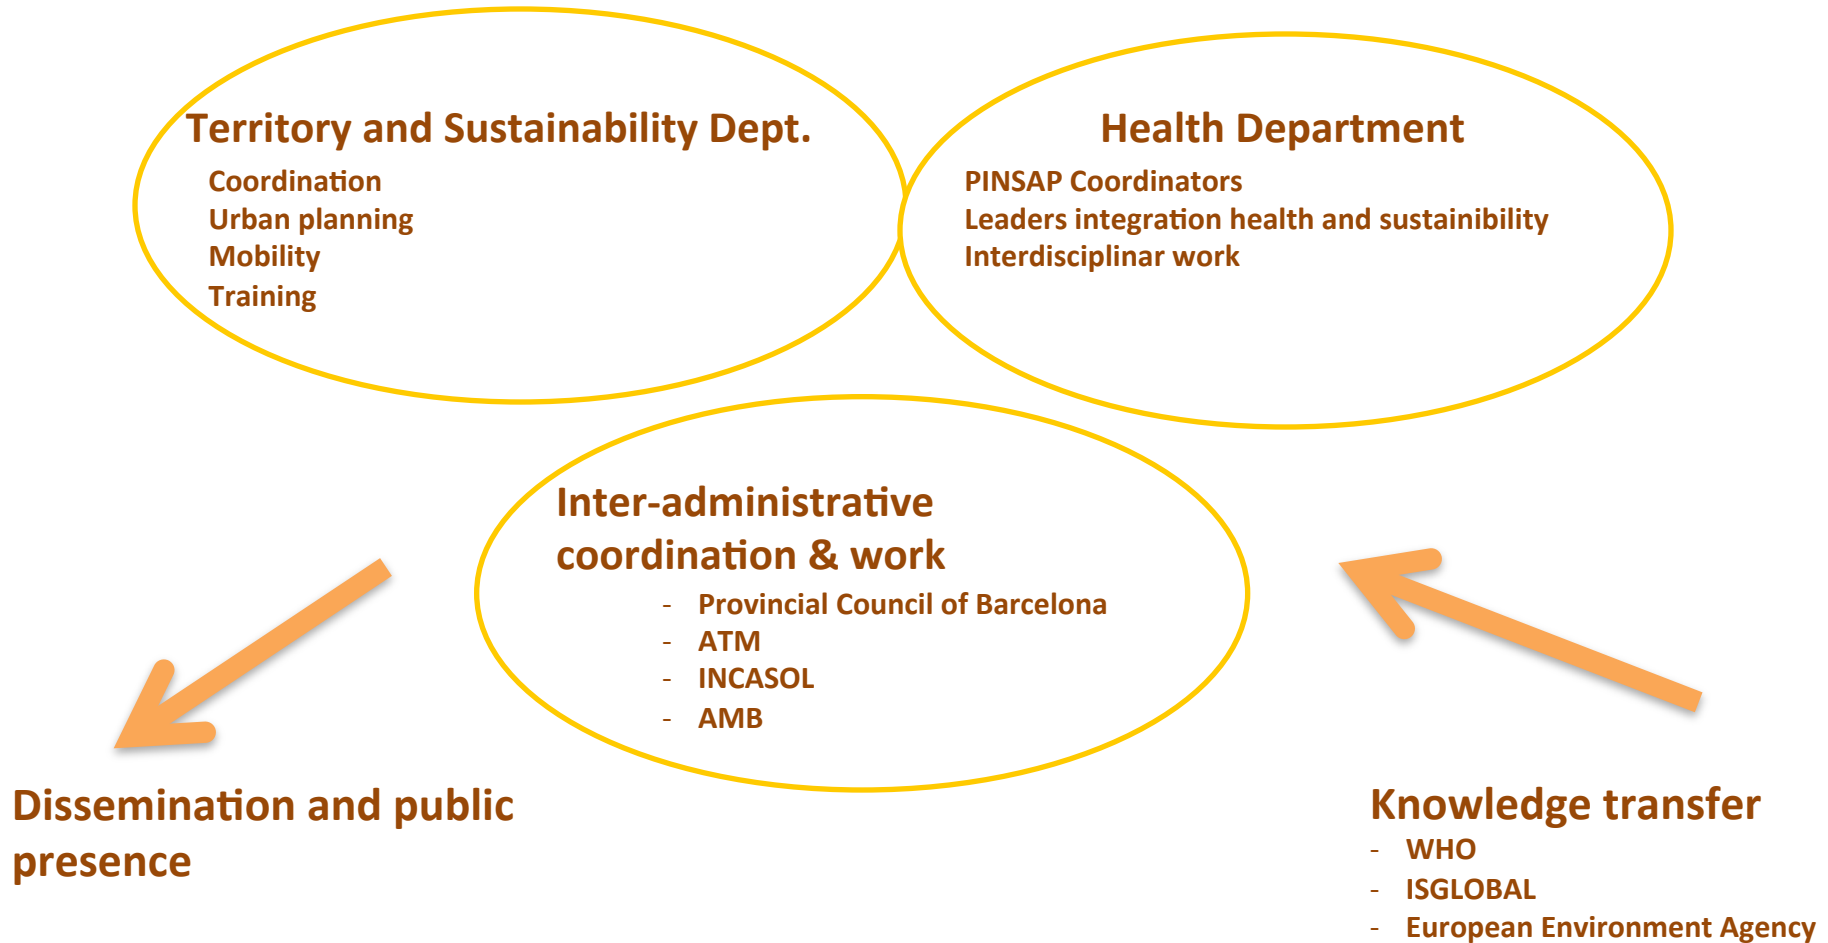 Territory and Sustainability Dept.
Coordination
Urban planning
Mobility
Training
Health Department
PINSAP Coordinators
Leaders integration health and sustainibility
Interdisciplinar work
Inter-administrative
coordination & work
- Provincial Council of Barcelona
- ATM
- INCASOL
- AMB
Dissemination and public
presence
Knowledge transfer
- WHO
- ISGLOBAL
- European Environment Agency